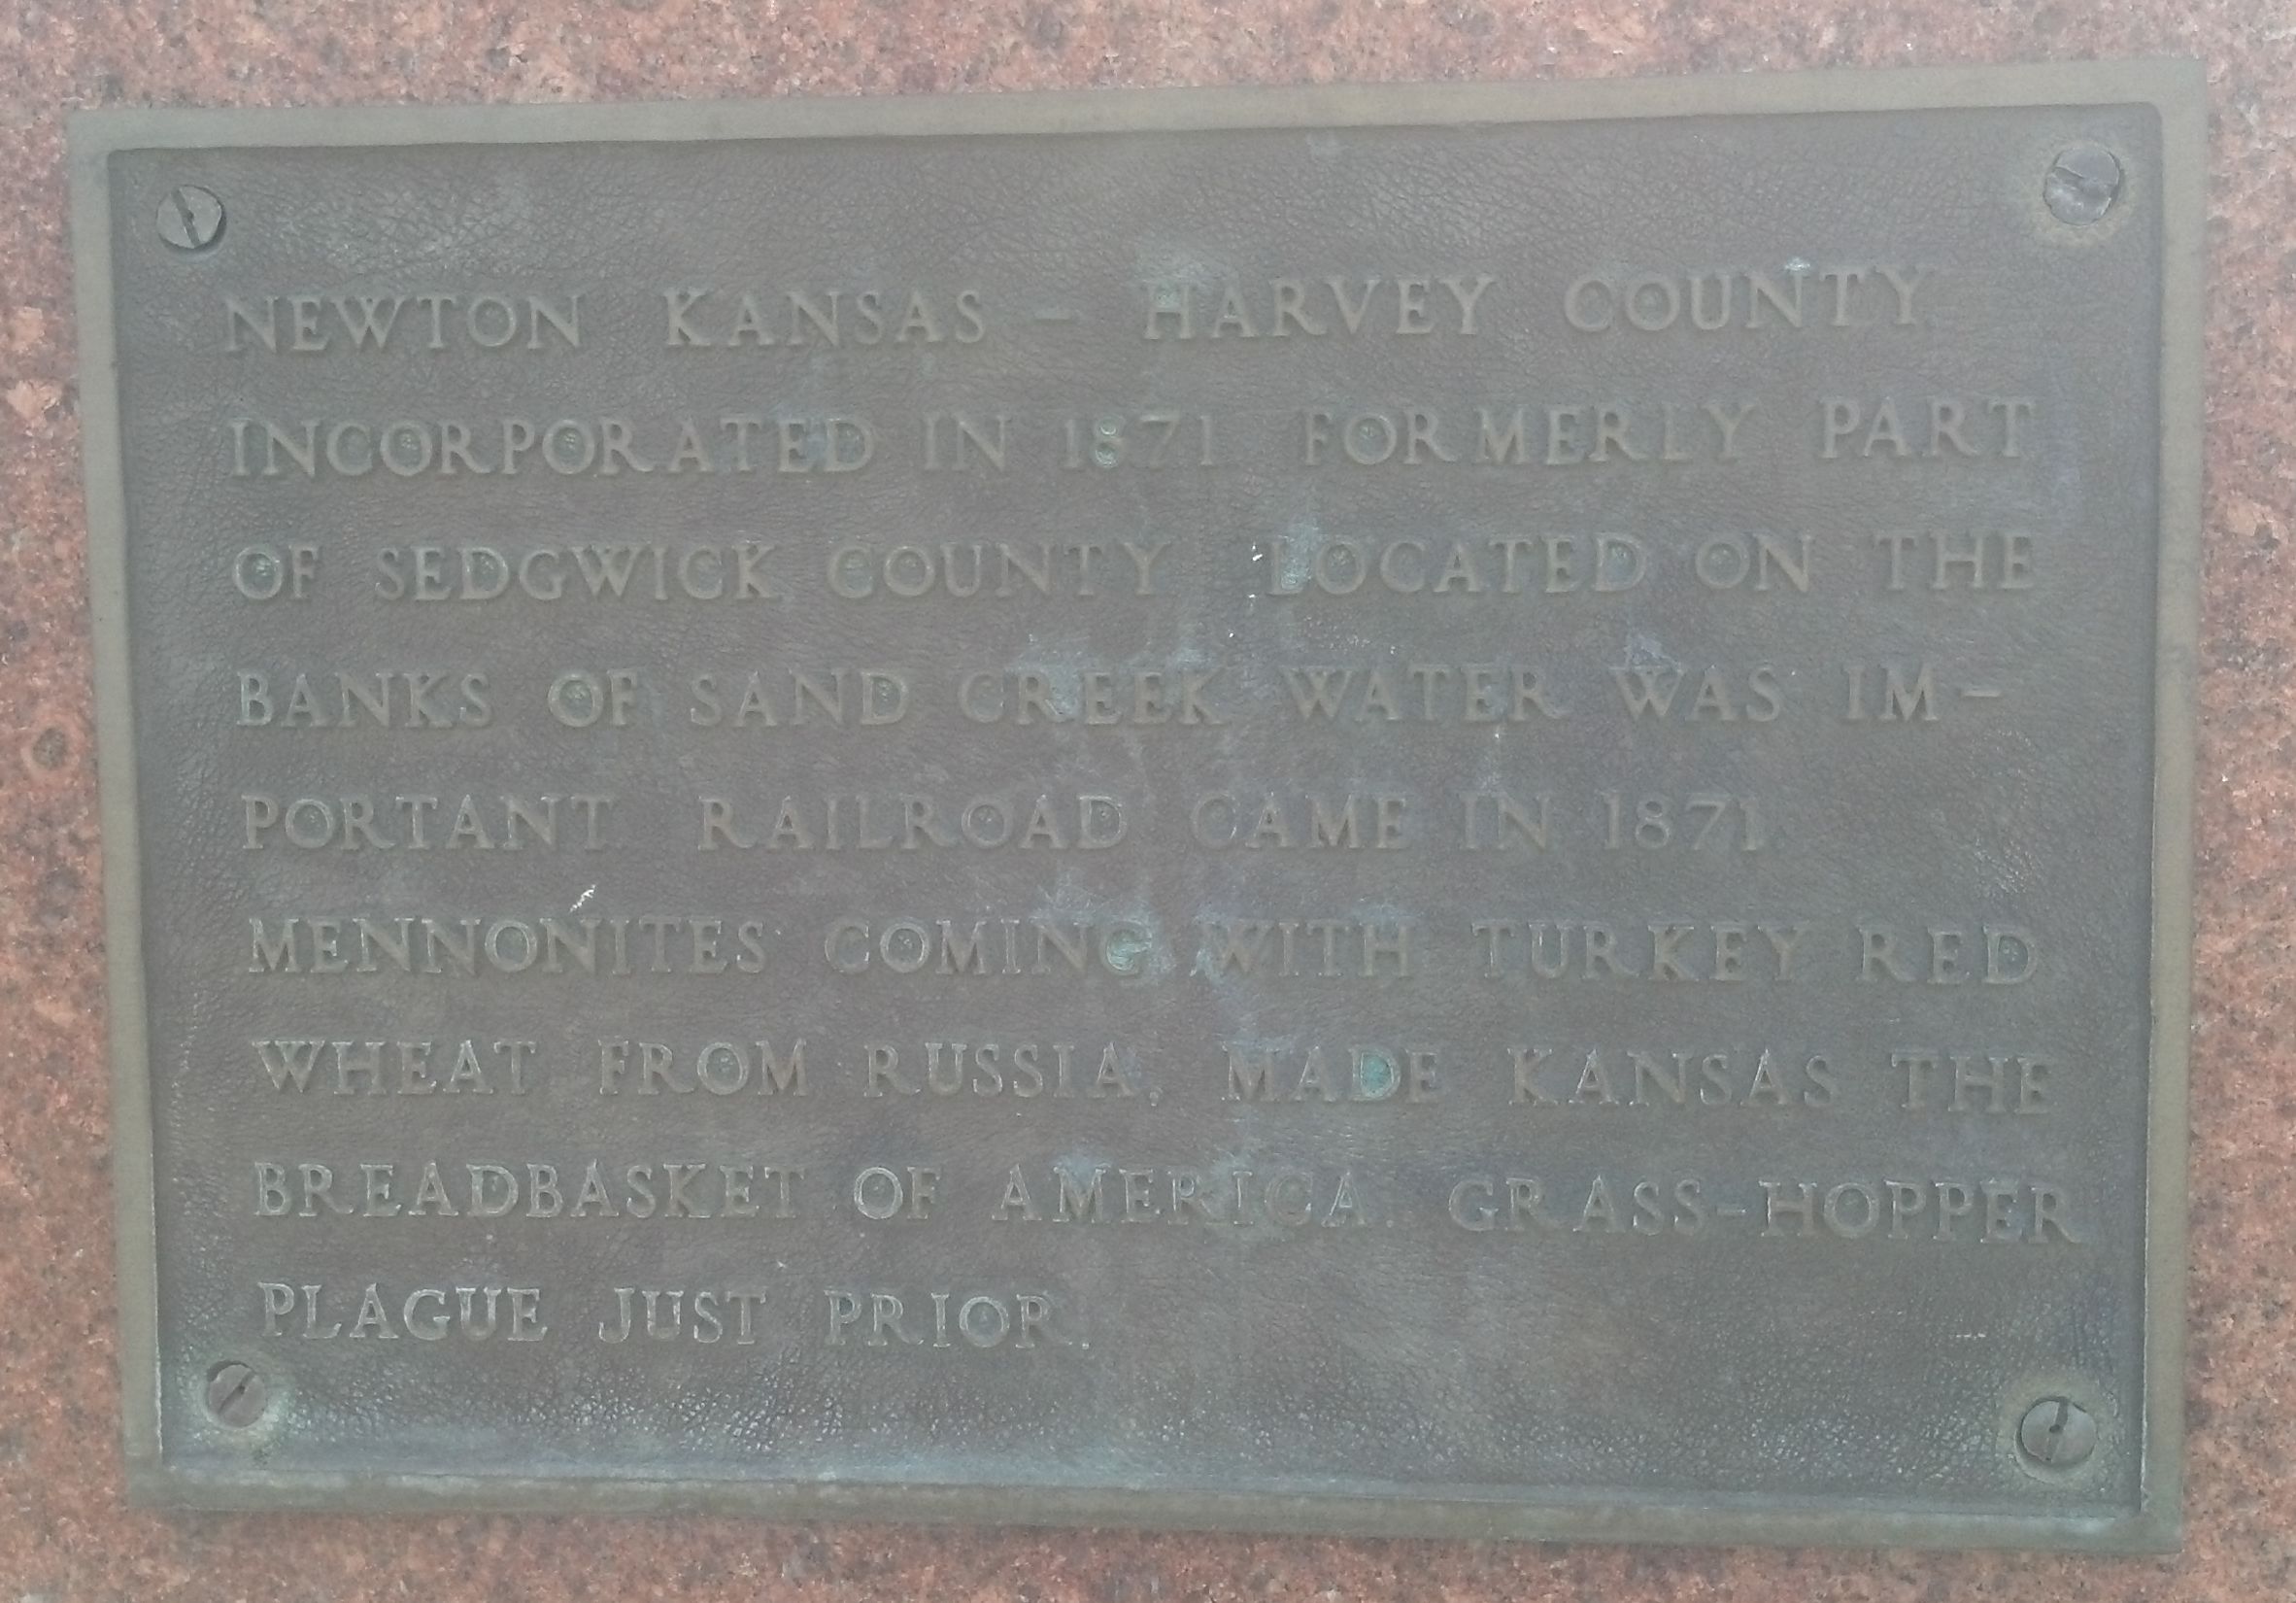 NEWTON KANSAS - HARVEY COUNTY
INCORPORATED IN 1871 FORMERLY PART
OF SEDGWICK COUNTY LOCATED ON THE
BANKS OF SAND CREEK WATER WAS IM-
PORTANT RAILROAD CAME IN 1871.
MENNONITES COMING WITH TURKEY RED
WHEAT FROM RUSSIA, MADE KANSAS THE
BREADBASKET OF AMERICA. GRASS-HOPPER
PLAGUE JUST PRIOR.